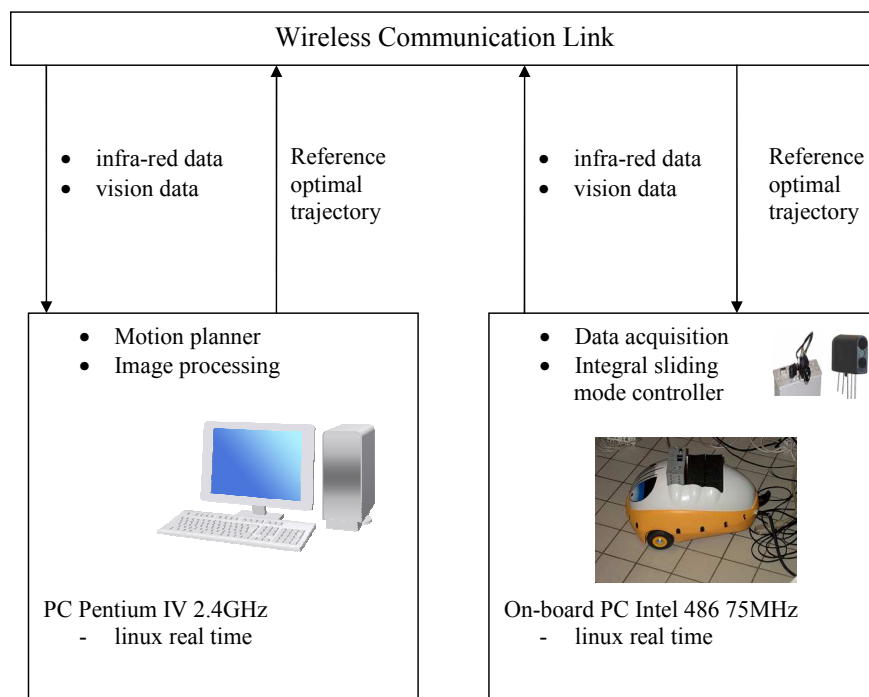 Wireless Communication Link
• infra-red data
• vision data
Reference
optimal
trajectory
• infra-red data
• vision data
Reference
optimal
trajectory
• Motion planner
• Image processing
PC Pentium IV 2.4GHz
- linux real time
• Data acquisition
• Integral sliding
mode controller
On-board PC Intel 486 75MHz
- linux real time